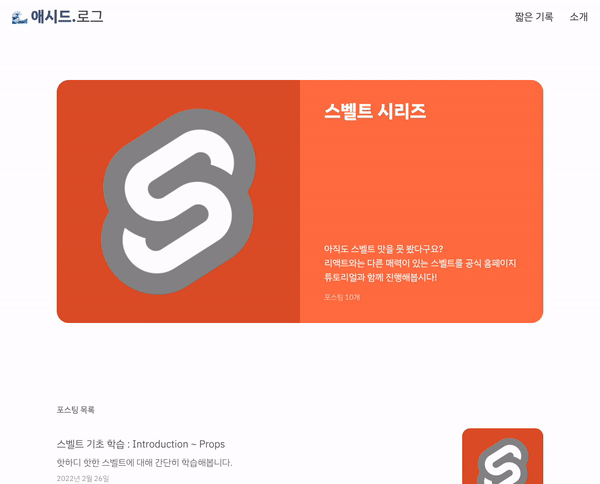 애시드.로그
짧은 기록
소개
스벨트 시리즈
아직도 스벨트 맛을 못 봤다구요?
리액트와는 다른 매력이 있는 스벨트를 공식 홈페이지
튜토리얼과 함께 진행해봅시다!
포스팅 10개
포스팅 목록
스벨트 기초 학습 : Introduction ~ Props
핫하디 핫한 스벨트에 대해 간단히 학습해봅니다.
2022년 2월 26일